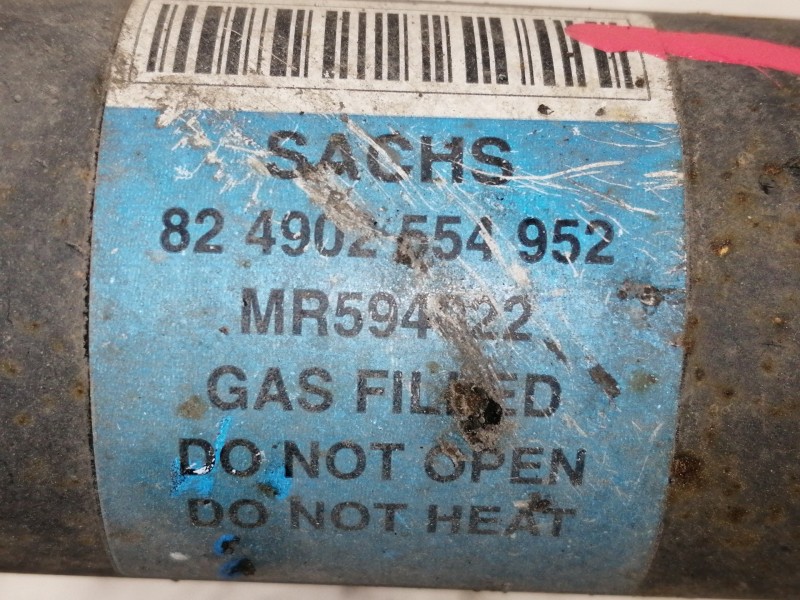 SACHS
82 4902 554 952
GAS FILLED
DO NOT OPEN
DO NOT HEAT